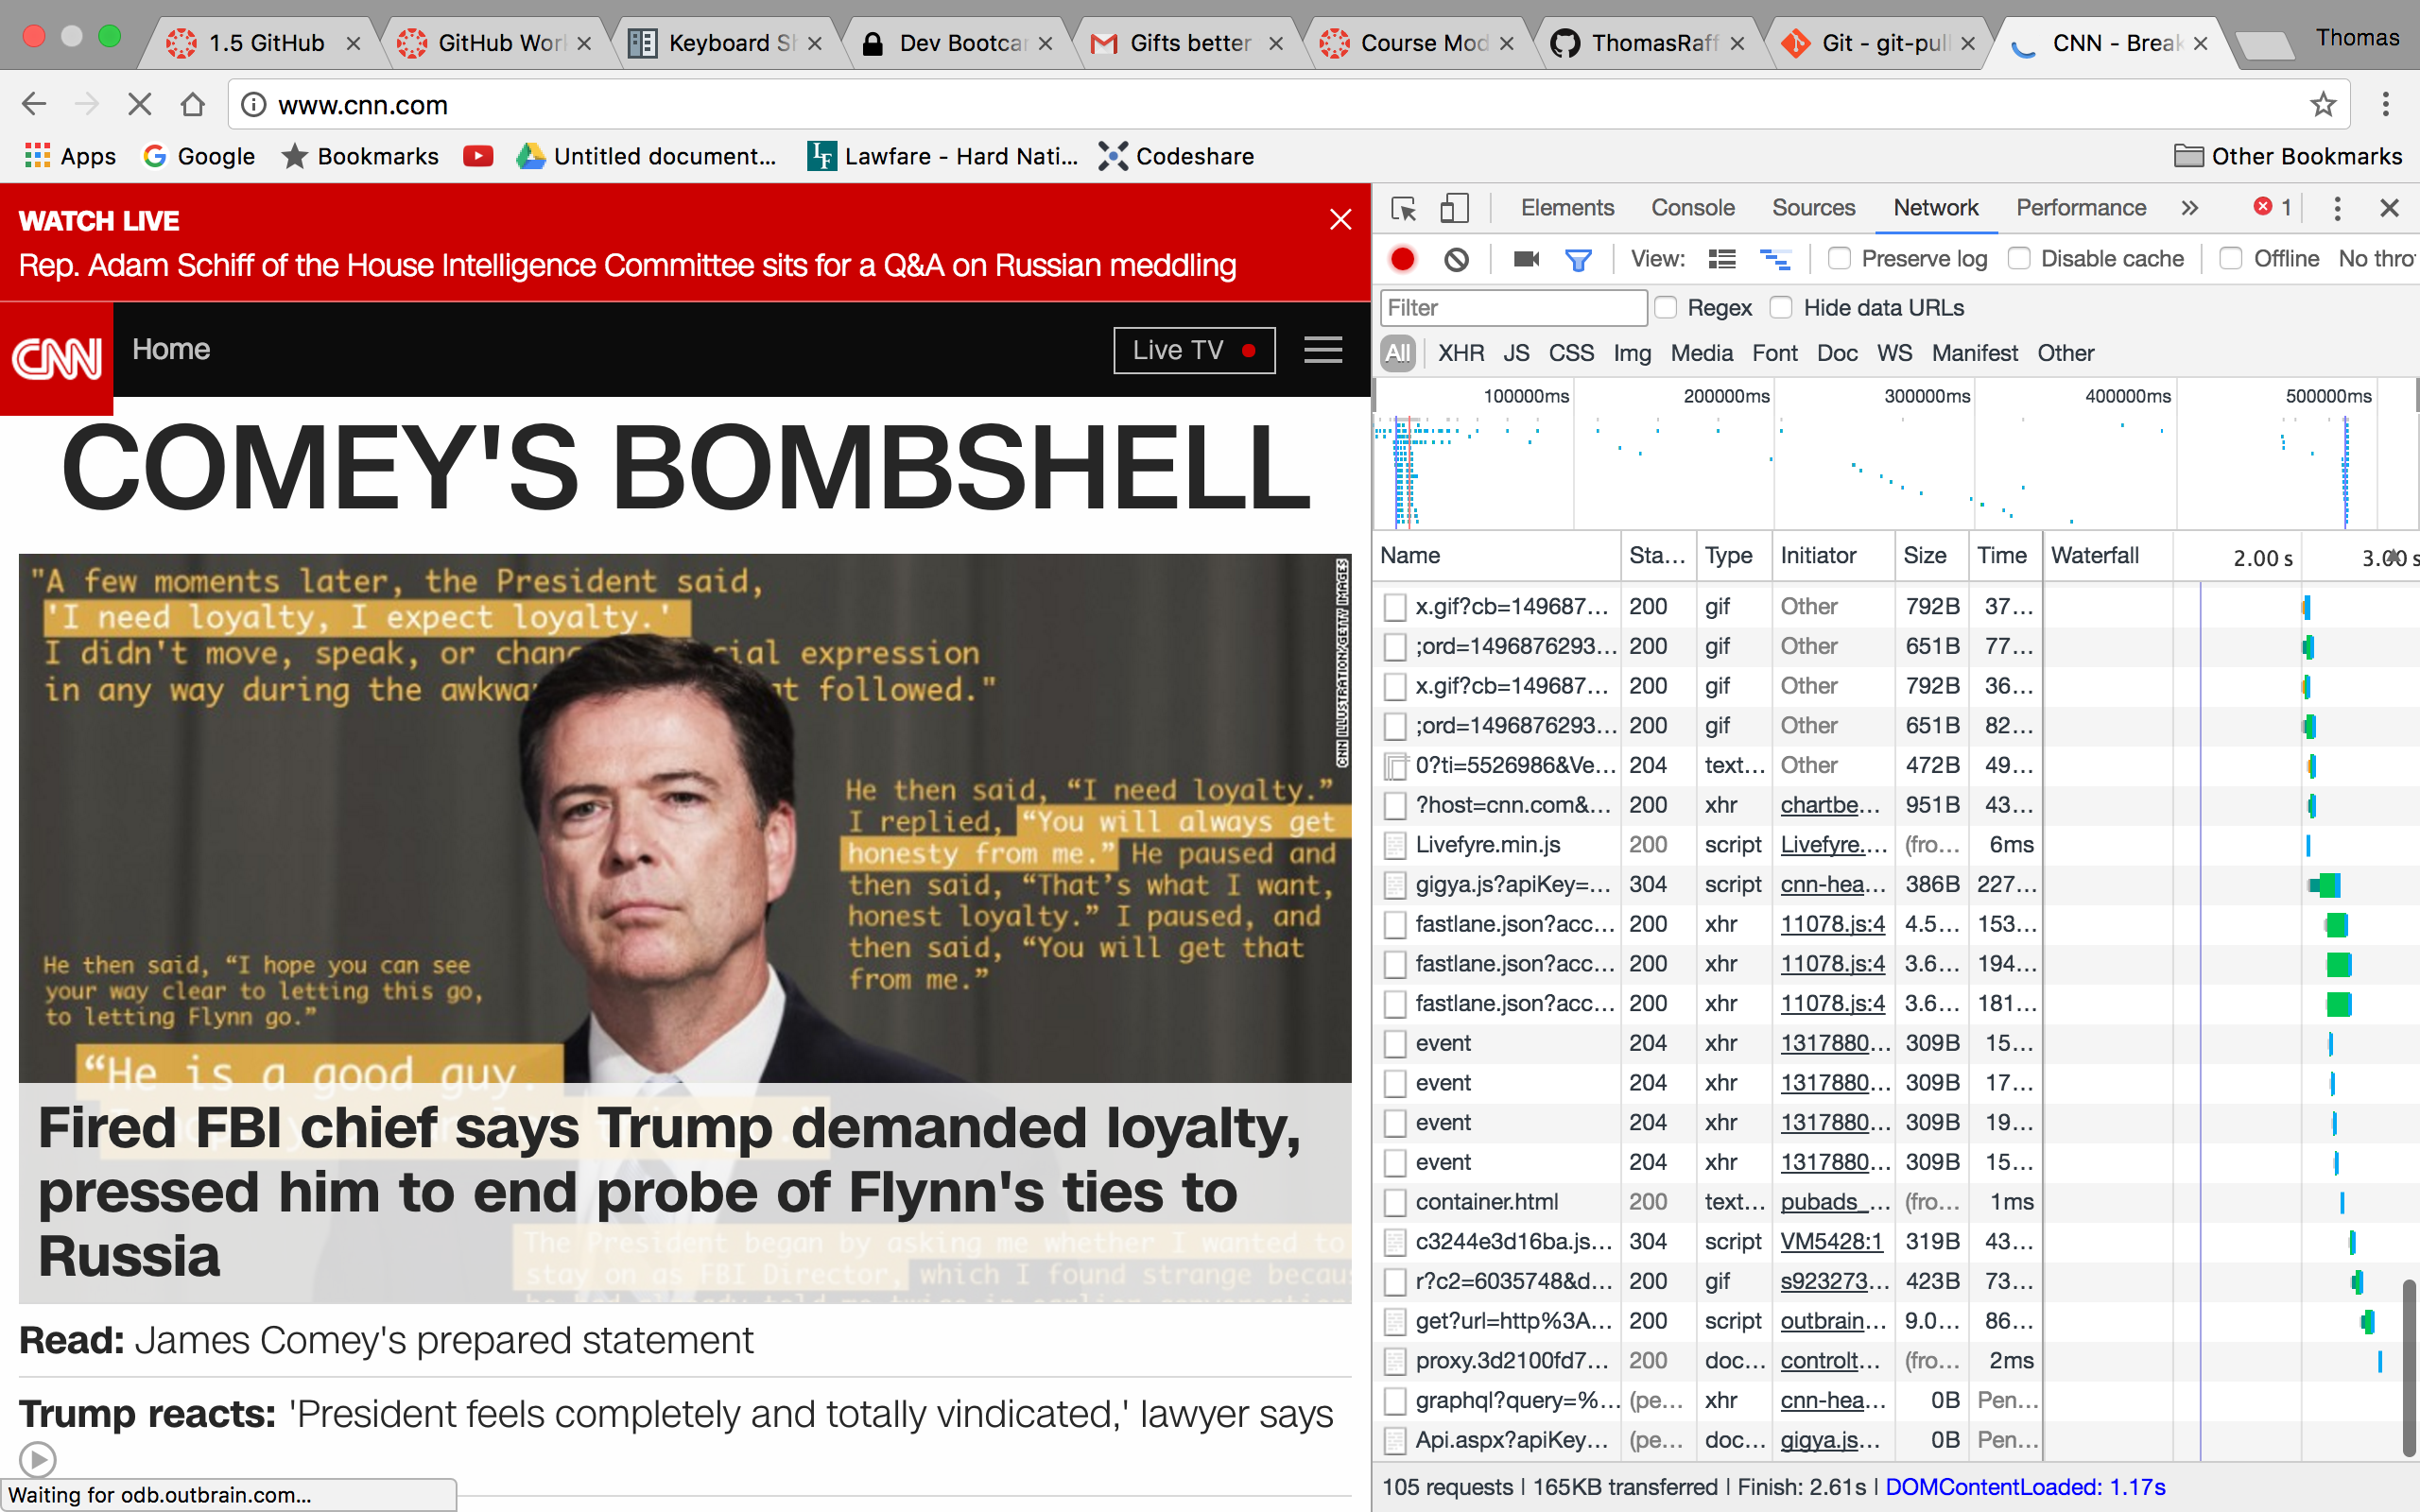 1.5 GitHub
GitHub Wor
Keyboard S
Dev Bootca
Gifts better
Course Mod
ThomasRaff
Git - git-pull
CNN - Break
Thomas
www.cnn.com
Apps Google Bookmarks Untitled document... Lawfare - Hard Nati... Codeshare Other Bookmarks
WATCH LIVE
Rep. Adam Schiff of the House Intelligence Committee sits for a Q&A on Russian meddling
CNN Home Live TV
COMEY'S BOMBSHELL
"A few moments later, the President said,
'I need loyalty, I expect loyalty.'
I didn't move, speak, or chan cial expression
in any way during the awkwa t followed."
CNN ILLUSTRATION/GETTY IMAGES
He then said, “I need loyalty.”
I replied, “You will always get
honesty from me.” He paused and
then said, “That’s what I want,
honest loyalty.” I paused, and
then said, “You will get that
from me.”
He then said, “I hope you can see
your way clear to letting this go,
to letting Flynn go.”
“He is a good guy.
Fired FBI chief says Trump demanded loyalty,
pressed him to end probe of Flynn's ties to
Russia
The President began by asking me whether I wanted to
stay on as FBI Director, which I found strange becau
Read: James Comey's prepared statement
Trump reacts: 'President feels completely and totally vindicated,' lawyer says
Waiting for odb.outbrain.com...
Elements Console Sources Network Performance » 1
View: Preserve log Disable cache Offline No thro
Filter Regex Hide data URLs
All XHR JS CSS Img Media Font Doc WS Manifest Other
100000ms 200000ms 300000ms 400000ms 500000ms
Name Sta... Type Initiator Size Time Waterfall 2.00 s 3.00 s
x.gif?cb=149687... 200 gif Other 792B 37...
;ord=1496876293... 200 gif Other 651B 77...
x.gif?cb=149687... 200 gif Other 792B 36...
;ord=1496876293... 200 gif Other 651B 82...
0?ti=5526986&Ve... 204 text... Other 472B 49...
?host=cnn.com&... 200 xhr chartbe... 951B 43...
Livefyre.min.js 200 script Livefyre.... (fro... 6ms
gigya.js?apiKey=... 304 script cnn-hea... 386B 227...
fastlane.json?acc... 200 xhr 11078.js:4 4.5... 153...
fastlane.json?acc... 200 xhr 11078.js:4 3.6... 194...
fastlane.json?acc... 200 xhr 11078.js:4 3.6... 181...
event 204 xhr 1317880... 309B 15...
event 204 xhr 1317880... 309B 17...
event 204 xhr 1317880... 309B 19...
event 204 xhr 1317880... 309B 15...
container.html 200 text... pubads_... (fro... 1ms
c3244e3d16ba.js... 304 script VM5428:1 319B 43...
r?c2=6035748&d... 200 gif s923273... 423B 73...
get?url=http%3A... 200 script outbrain... 9.0... 86...
proxy.3d2100fd7... 200 doc... controlt... (fro... 2ms
graphql?query=%... (pe... xhr cnn-hea... 0B Pen...
Api.aspx?apiKey... (pe... doc... gigya.js... 0B Pen...
105 requests | 165KB transferred | Finish: 2.61s | DOMContentLoaded: 1.17s